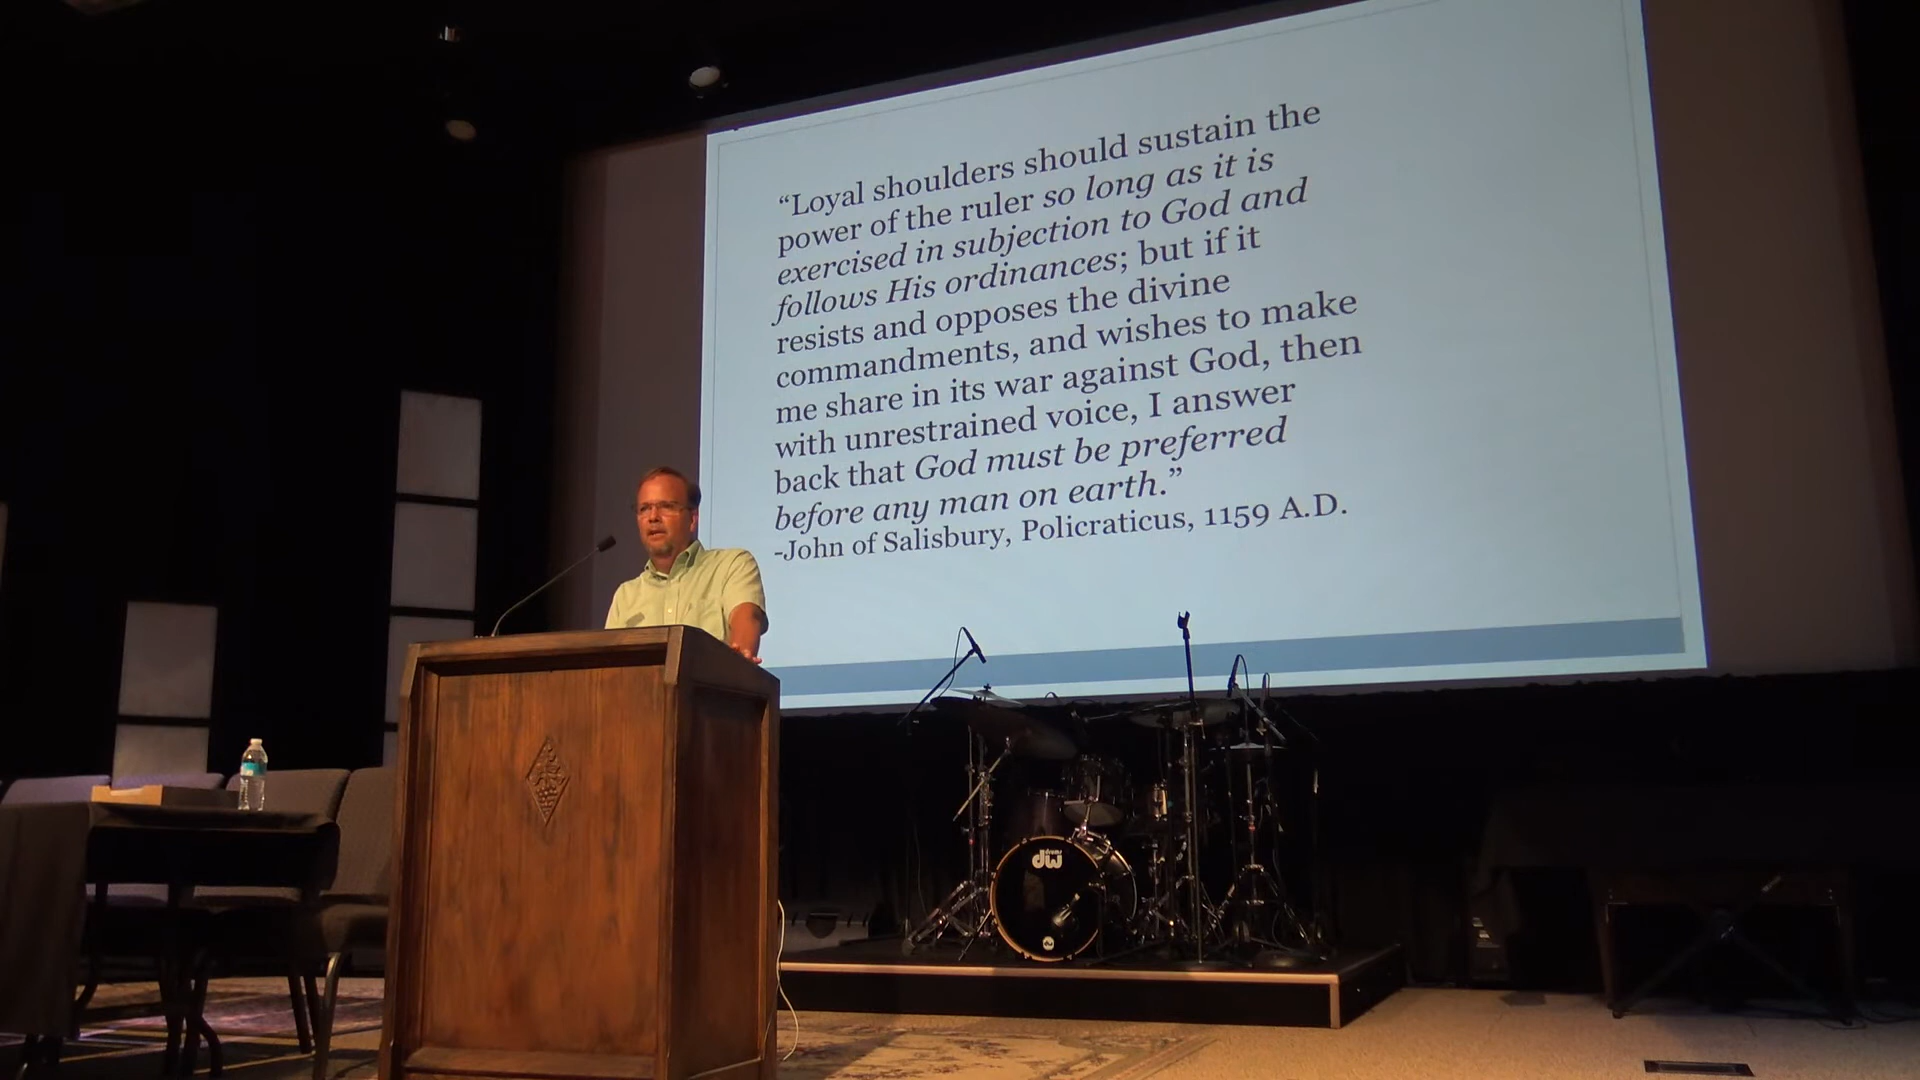 “Loyal shoulders should sustain the
power of the ruler so long as it is
exercised in subjection to God and
follows His ordinances; but if it
resists and opposes the divine
commandments, and wishes to make
me share in its war against God, then
with unrestrained voice, I answer
back that God must be preferred
before any man on earth.”
-John of Salisbury, Policraticus, 1159 A.D.
drums
dw
dw